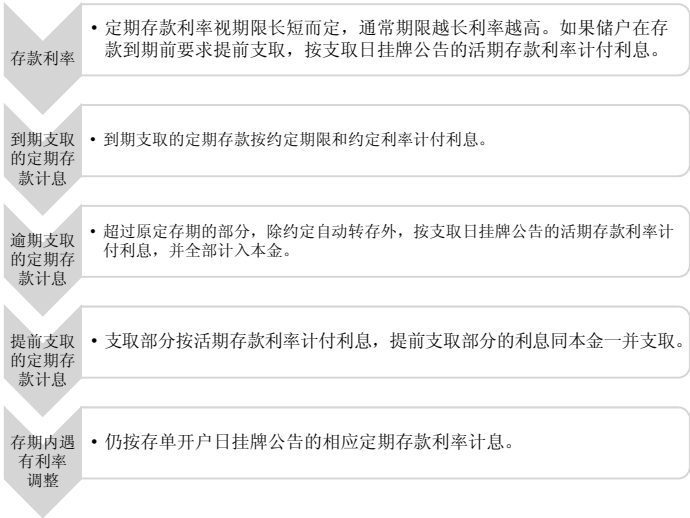 存款利率
• 定期存款利率视期限长短而定，通常期限越长利率越高。如果储户在存
款到期前要求提前支取，按支取日挂牌公告的活期存款利率计付利息。
到期支取
的定期存
款计息
• 到期支取的定期存款按约定期限和约定利率计付利息。
逾期支取
的定期存
款计息
• 超过原定存期的部分，除约定自动转存外，按支取日挂牌公告的活期存款利率计
付利息，并全部计入本金。
提前支取
的定期存
款计息
• 支取部分按活期存款利率计付利息，提前支取部分的利息同本金一并支取。
存期内遇
有利率
调整
• 仍按存单开户日挂牌公告的相应定期存款利率计息。